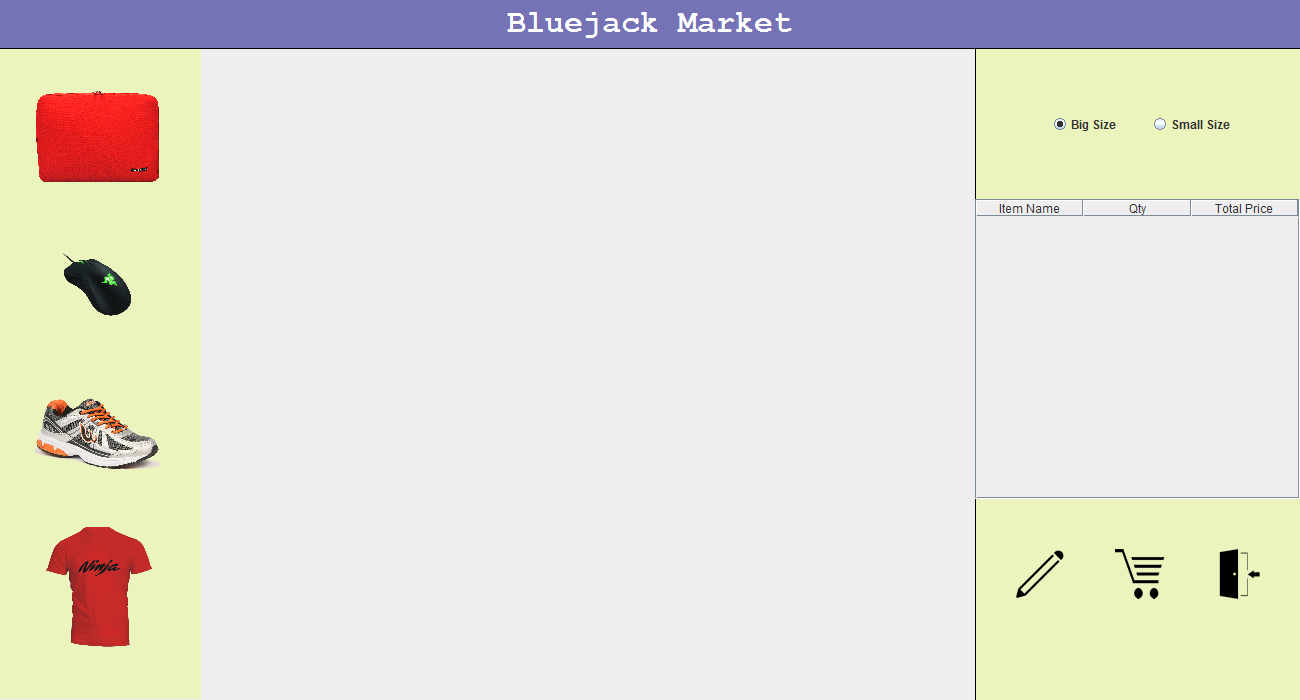 Bluejack Market
Big Size
Small Size
Item Name
Qty
Total Price
Ninja